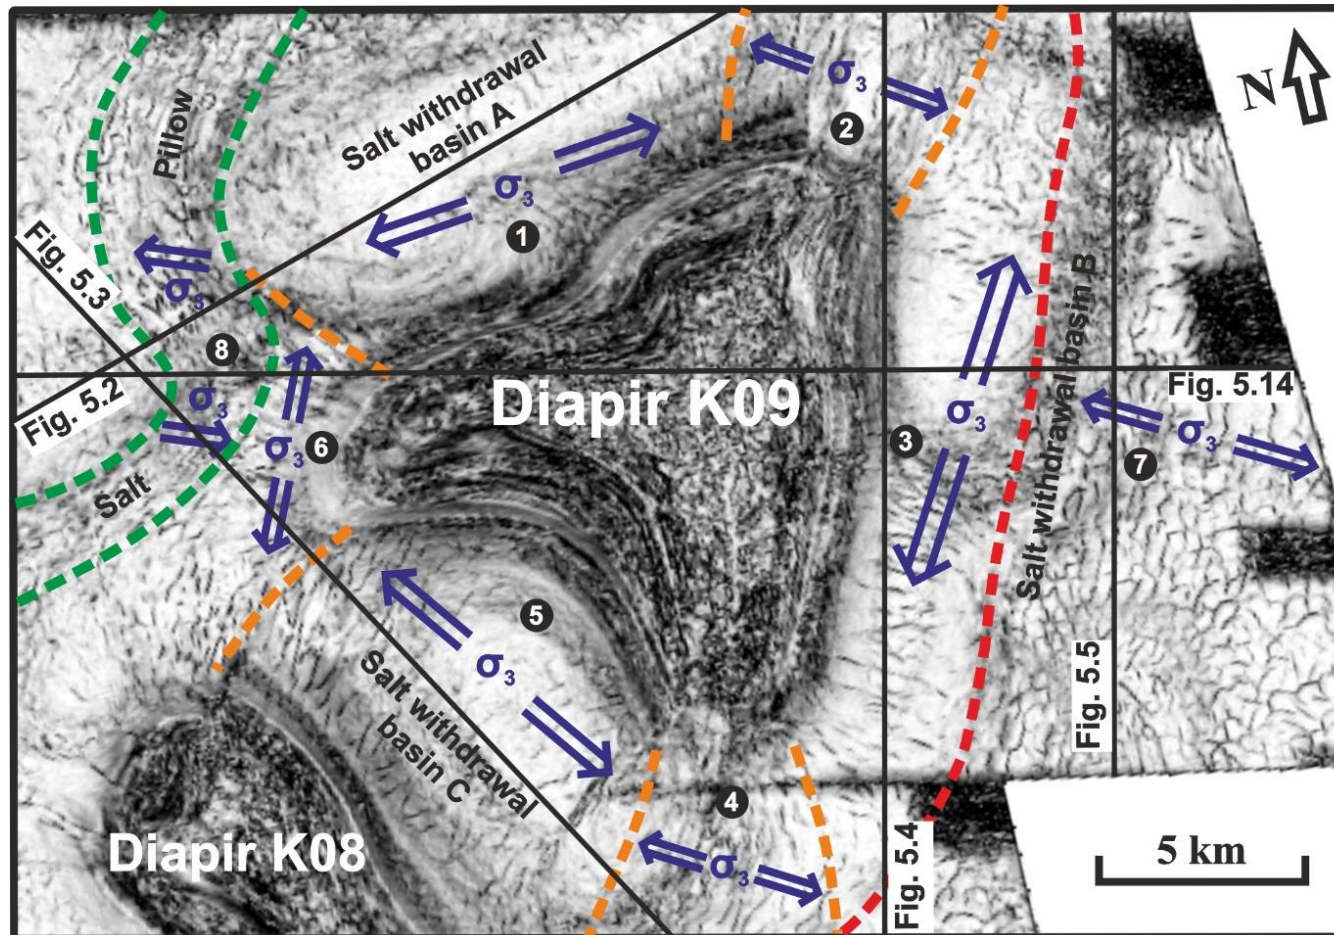 Pillow
Salt withdrawal
basin A
σ₃
2
N
σ₃
1
Fig. 5.3
σ₃
8
Salt withdrawal basin B
Fig. 5.2
σ₃
6
σ₃
Diapir K09
3
σ₃
Fig. 5.14
7
σ₃
Salt
5
σ₃
Salt withdrawal
basin C
Fig. 5.5
4
σ₃
Diapir K08
Fig. 5.4
5 km